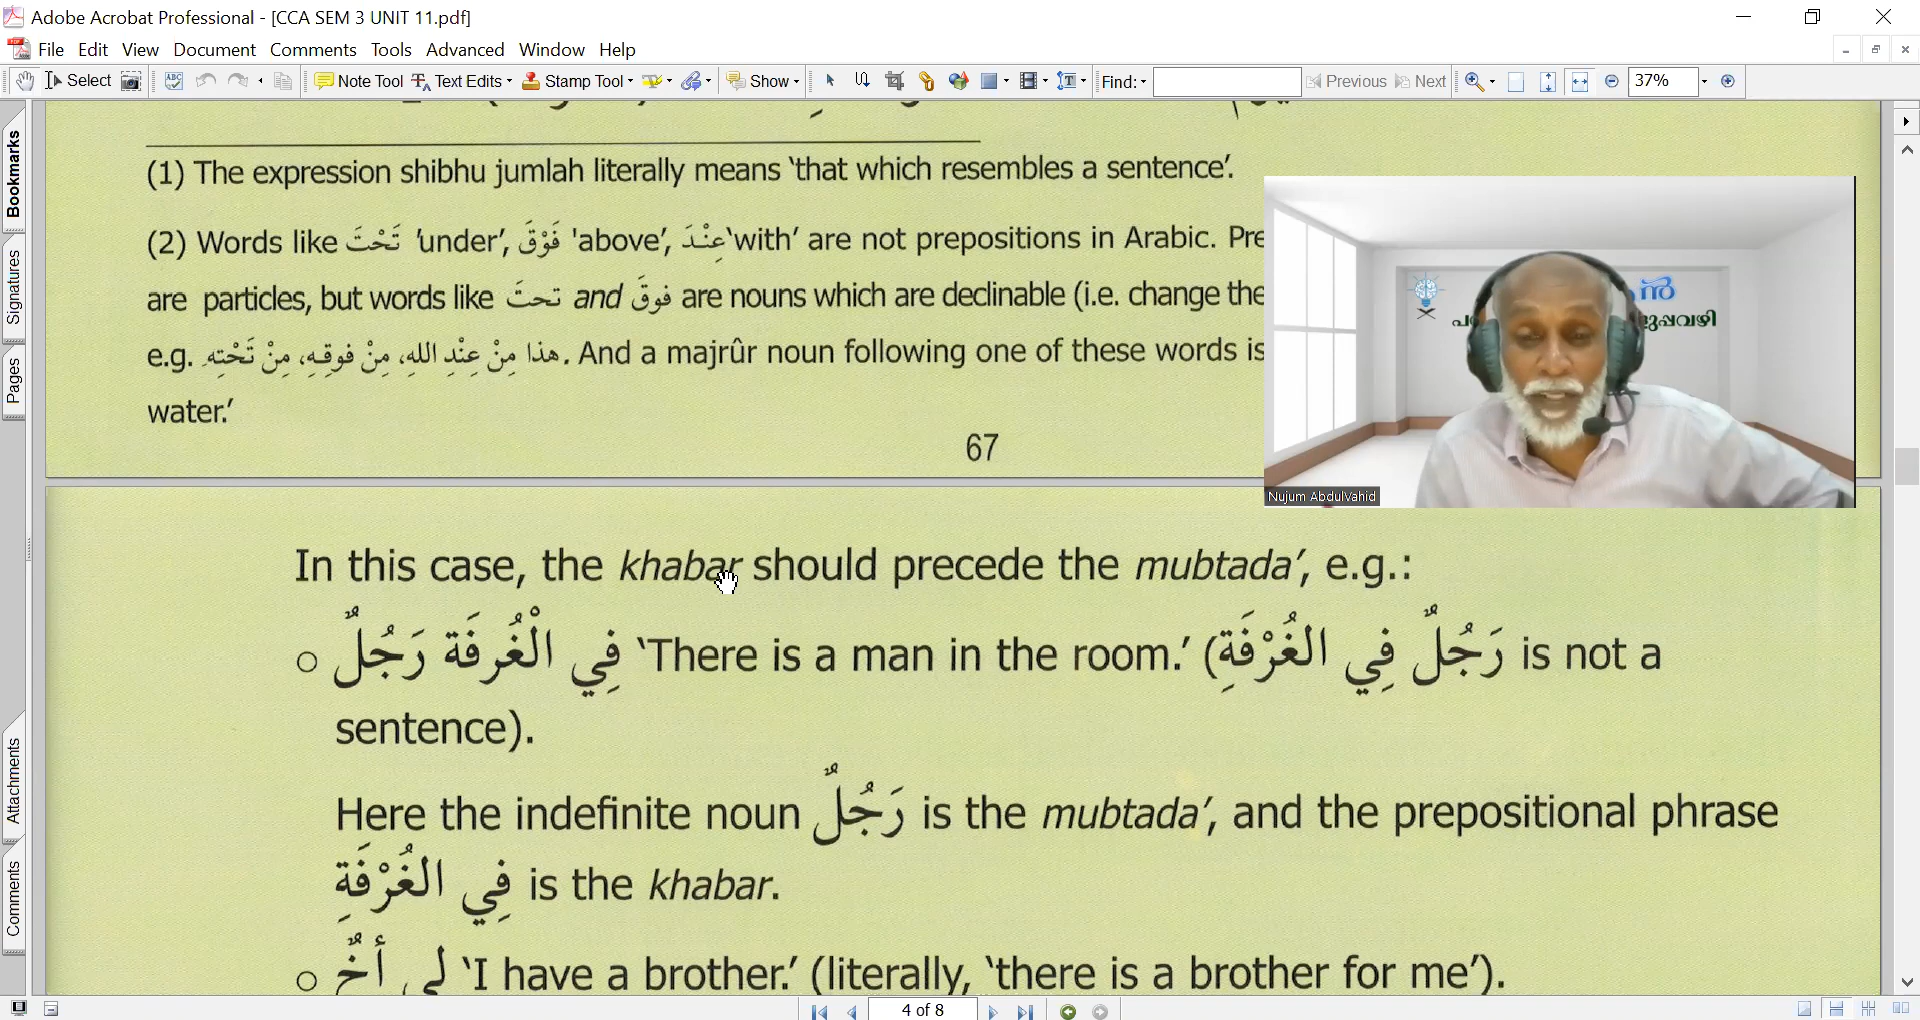 Adobe Acrobat Professional - [CCA SEM 3 UNIT 11.pdf]
File Edit View Document Comments Tools Advanced Window Help
Select Note Tool Text Edits Stamp Tool Show Find: Previous Next 37%
Bookmarks
Signatures
Pages
Attachments
Comments
(1) The expression shibhu jumlah literally means ‘that which resembles a sentence’.
(2) Words like تَحْتَ ‘under’, فَوْقَ 'above’, عِنْدَ ‘with’ are not prepositions in Arabic. Pre
are particles, but words like تحتَ and فوقَ are nouns which are declinable (i.e. change the
e.g. هذا مِنْ عِنْدِ اللهِ، مِنْ فوقِهِ، مِنْ تَحْتِهِ. And a majrûr noun following one of these words is
water.’
67
Nujum AbdulVahid
In this case, the khabar should precede the mubtada’, e.g.:
o فِي الْغُرفَة رَجُلٌ ‘There is a man in the room.’ (رَجُلٌ فِي الغُرْفَةِ is not a
sentence).
Here the indefinite noun رَجُلٌ is the mubtada’, and the prepositional phrase
فِي الغُرْفَةِ is the khabar.
o لي أخٌ ‘I have a brother.’ (literally, ‘there is a brother for me’).
4 of 8